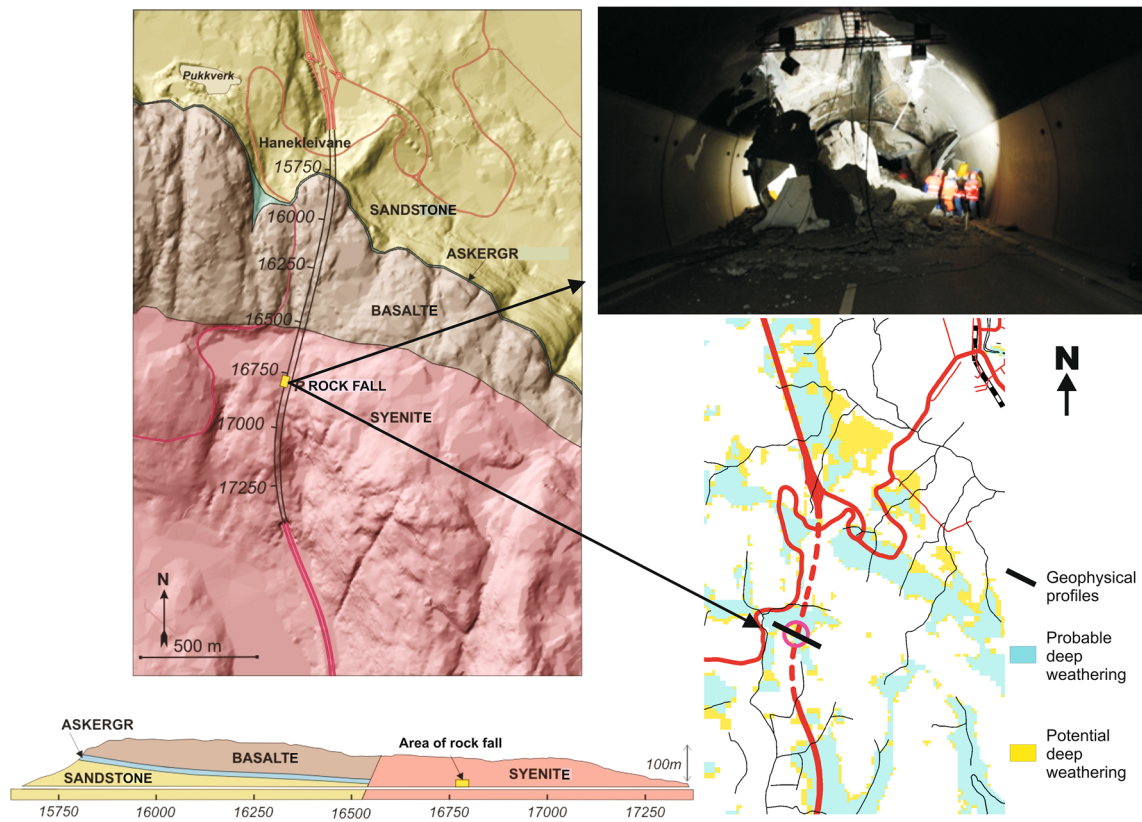 Pukkverk
Hanekleivane
15750
SANDSTONE
16000
ASKERGR
16250
BASALTE
16500
16750
ROCK FALL
SYENITE
17000
17250
N
500 m
N
Geophysical
profiles
Probable
deep
weathering
Potential
deep
weathering
ASKERGR
Area of rock fall
BASALTE
100m
SANDSTONE
SYENITE
15750 16000 16250 16500 16750 17000 17250